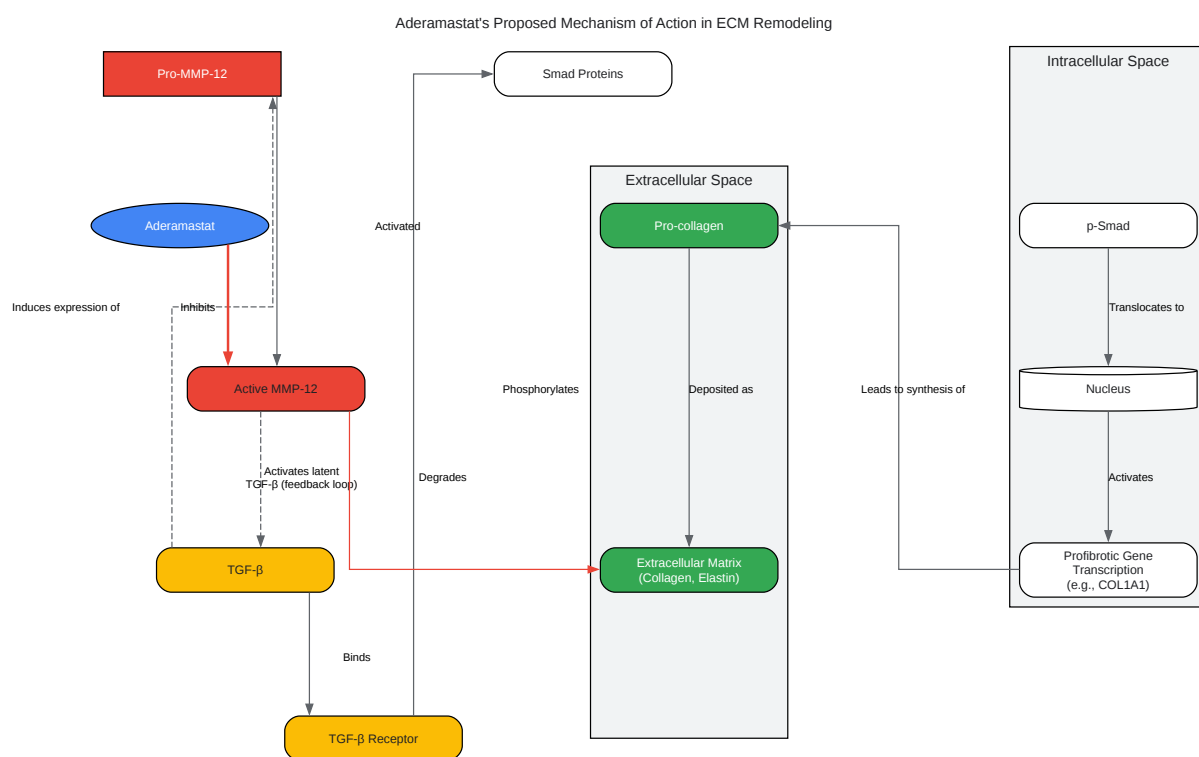 Aderamastat's Proposed Mechanism of Action in ECM Remodeling
Pro-MMP-12
Smad Proteins
Intracellular Space
Extracellular Space
Aderamastat
Activated
Pro-collagen
p-Smad
Induces expression of
Inhibits
Translocates to
Active MMP-12
Phosphorylates
Deposited as
Leads to synthesis of
Nucleus
Activates latent
TGF-β (feedback loop)
Degrades
Activates
TGF-β
Extracellular Matrix
(Collagen, Elastin)
Profibrotic Gene
Transcription
(e.g., COL1A1)
Binds
TGF-β Receptor